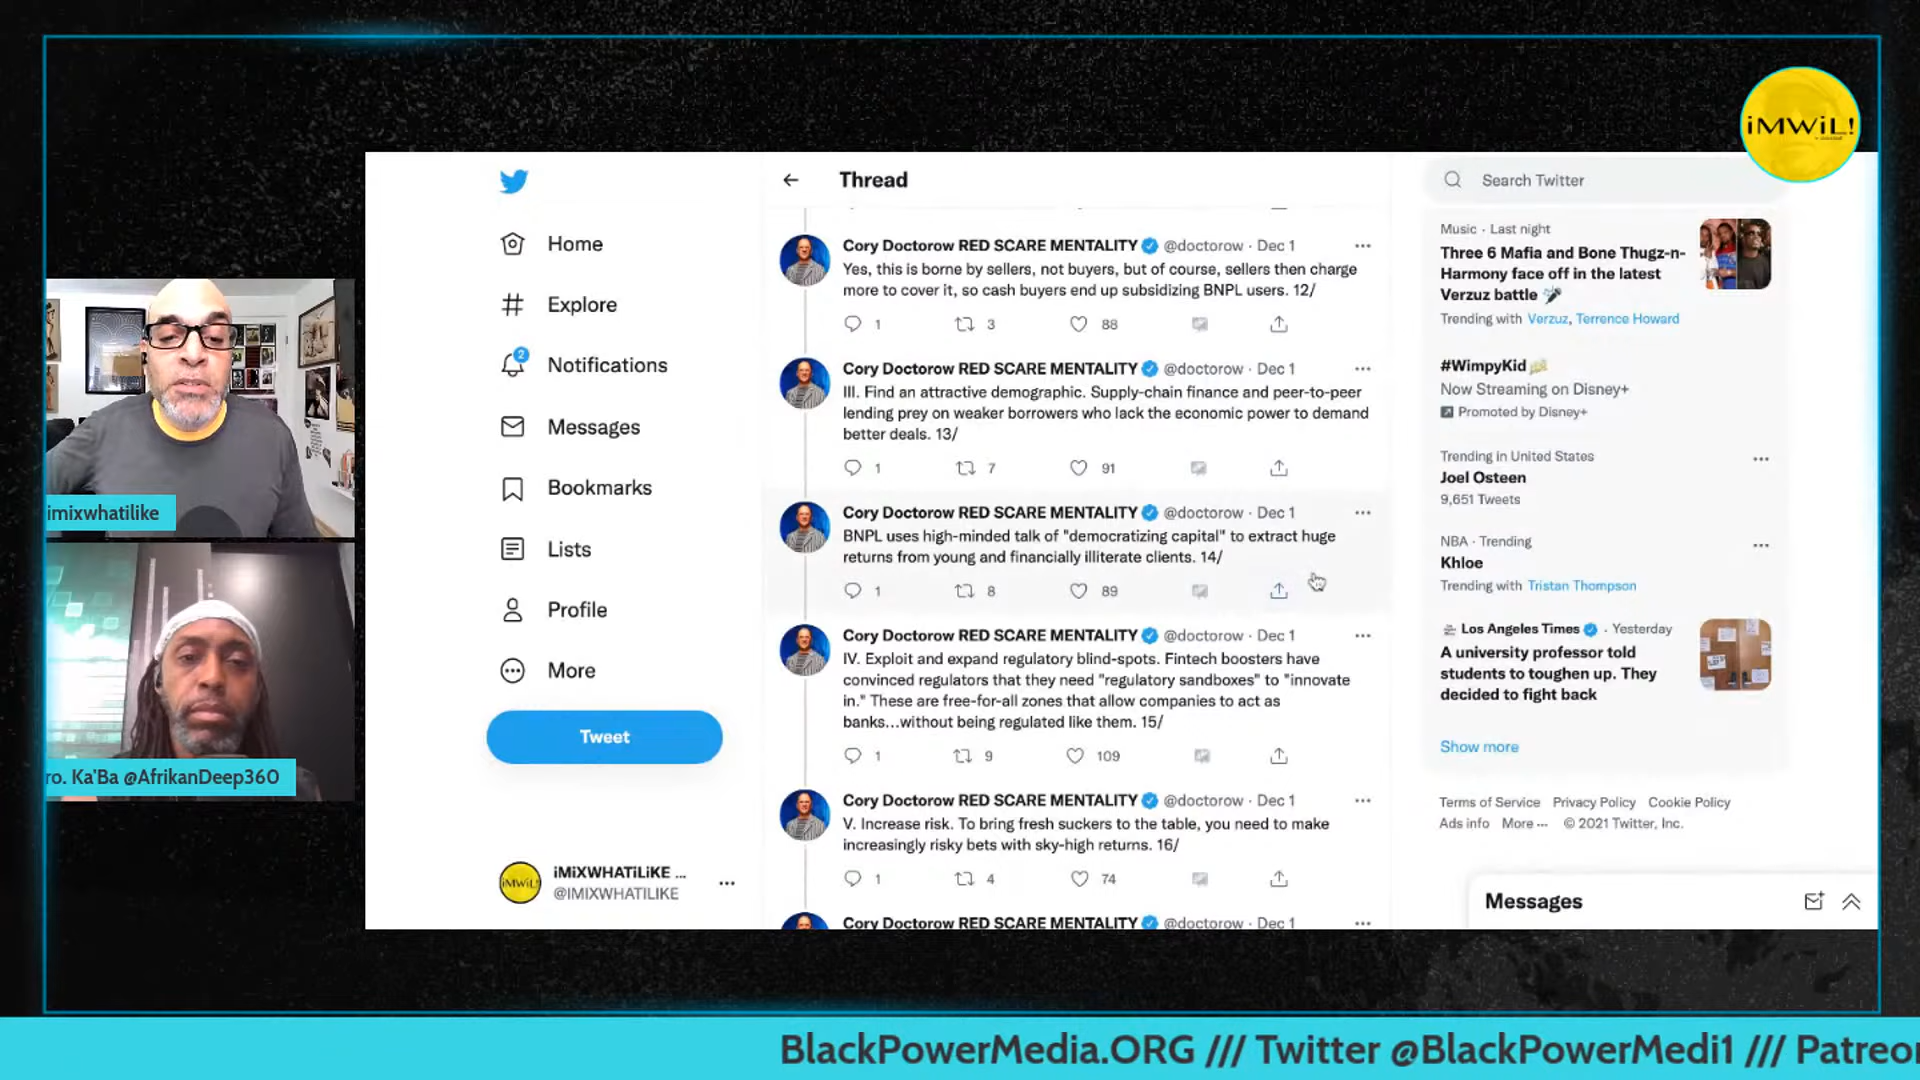 iMWiL!
Thread
Search Twitter
Home
Explore
2
Notifications
Messages
Bookmarks
Lists
Profile
More
Tweet
iMiXWHATiLiKE ...
@IMIXWHATILIKE
iMWiL!
Cory Doctorow RED SCARE MENTALITY @doctorow · Dec 1
Yes, this is borne by sellers, not buyers, but of course, sellers then charge
more to cover it, so cash buyers end up subsidizing BNPL users. 12/
1 3 88
Cory Doctorow RED SCARE MENTALITY @doctorow · Dec 1
III. Find an attractive demographic. Supply-chain finance and peer-to-peer
lending prey on weaker borrowers who lack the economic power to demand
better deals. 13/
1 7 91
Cory Doctorow RED SCARE MENTALITY @doctorow · Dec 1
BNPL uses high-minded talk of "democratizing capital" to extract huge
returns from young and financially illiterate clients. 14/
1 8 89
Cory Doctorow RED SCARE MENTALITY @doctorow · Dec 1
IV. Exploit and expand regulatory blind-spots. Fintech boosters have
convinced regulators that they need "regulatory sandboxes" to "innovate
in." These are free-for-all zones that allow companies to act as
banks...without being regulated like them. 15/
1 9 109
Cory Doctorow RED SCARE MENTALITY @doctorow · Dec 1
V. Increase risk. To bring fresh suckers to the table, you need to make
increasingly risky bets with sky-high returns. 16/
1 4 74
Cory Doctorow RED SCARE MENTALITY @doctorow · Dec 1
Music · Last night
Three 6 Mafia and Bone Thugz-n-
Harmony face off in the latest
Verzuz battle
Trending with Verzuz, Terrence Howard
#WimpyKid
Now Streaming on Disney+
Promoted by Disney+
Trending in United States
Joel Osteen
9,651 Tweets
NBA · Trending
Khloe
Trending with Tristan Thompson
Los Angeles Times · Yesterday
A university professor told
students to toughen up. They
decided to fight back
Show more
Terms of Service Privacy Policy Cookie Policy
Ads info More ··· © 2021 Twitter, Inc.
Messages
imixwhatilike
ro. Ka'Ba @AfrikanDeep360
BlackPowerMedia.ORG /// Twitter @BlackPowerMedi1 /// Patreo